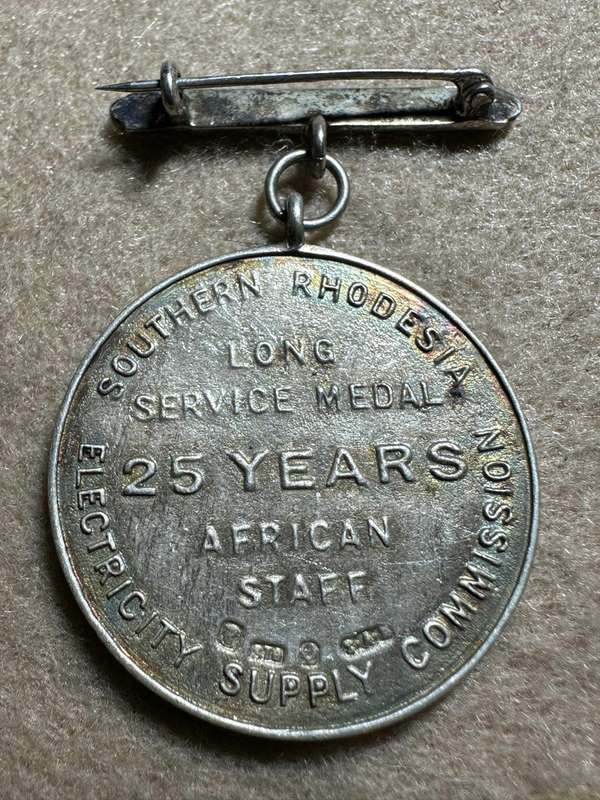 SOUTHERN RHODESIA
LONG
SERVICE MEDAL
25 YEARS
AFRICAN
STAFF
ELECTRICITY SUPPLY COMMISSION